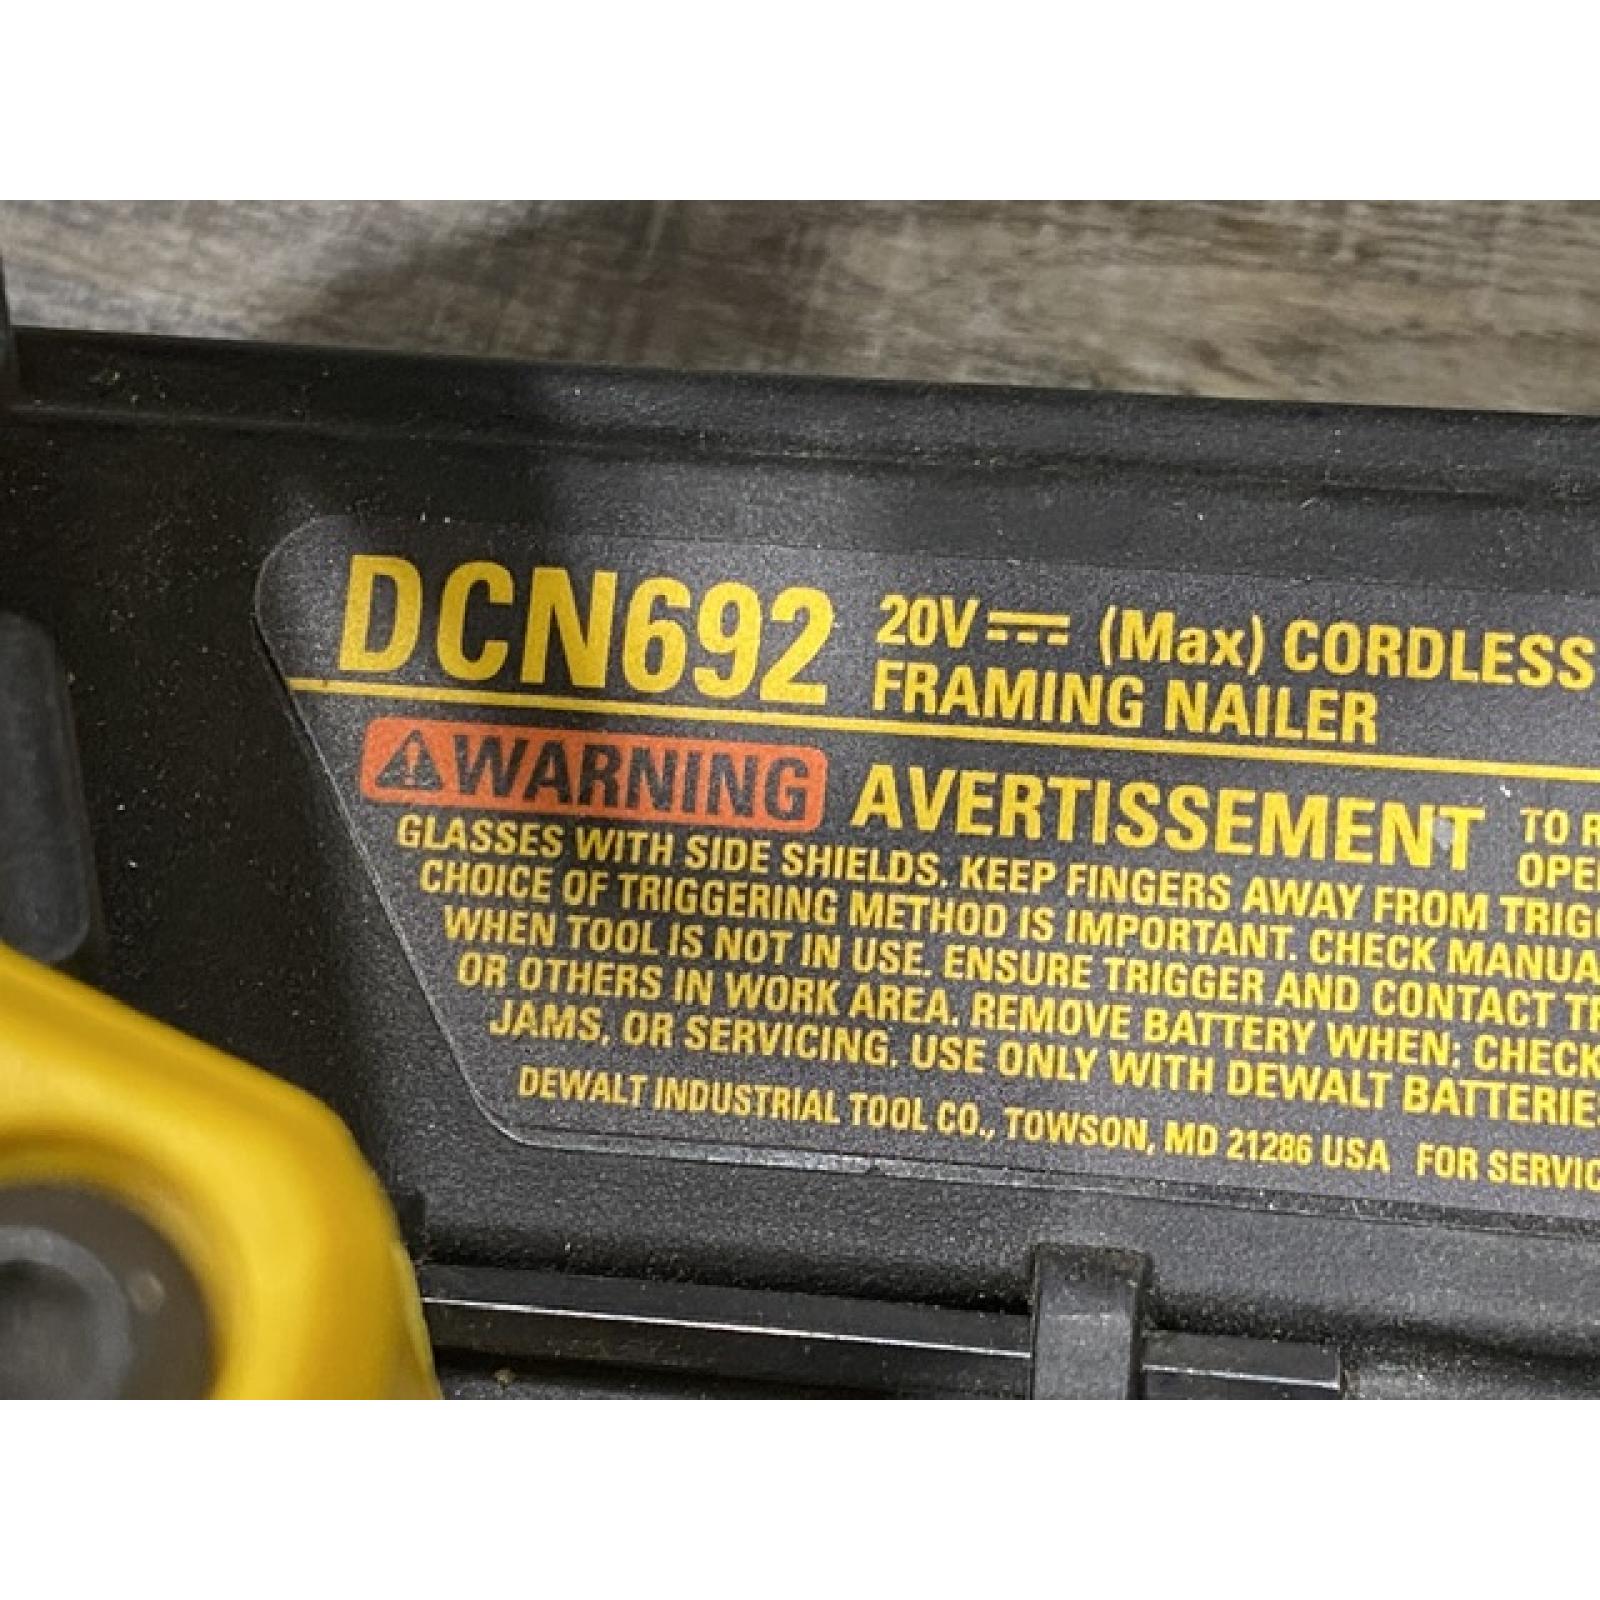 DCN692 20V (Max) CORDLESS
FRAMING NAILER
WARNING AVERTISSEMENT TO
GLASSES WITH SIDE SHIELDS. KEEP FINGERS AWAY FROM
CHOICE OF TRIGGERING METHOD IS IMPORTANT. CHECK
WHEN TOOL IS NOT IN USE. ENSURE TRIGGER AND CONTACT
OR OTHERS IN WORK AREA. REMOVE BATTERY WHEN: CHECK
JAMS, OR SERVICING. USE ONLY WITH DEWALT
DEWALT INDUSTRIAL TOOL CO., TOWSON, MD 21286 USA FOR